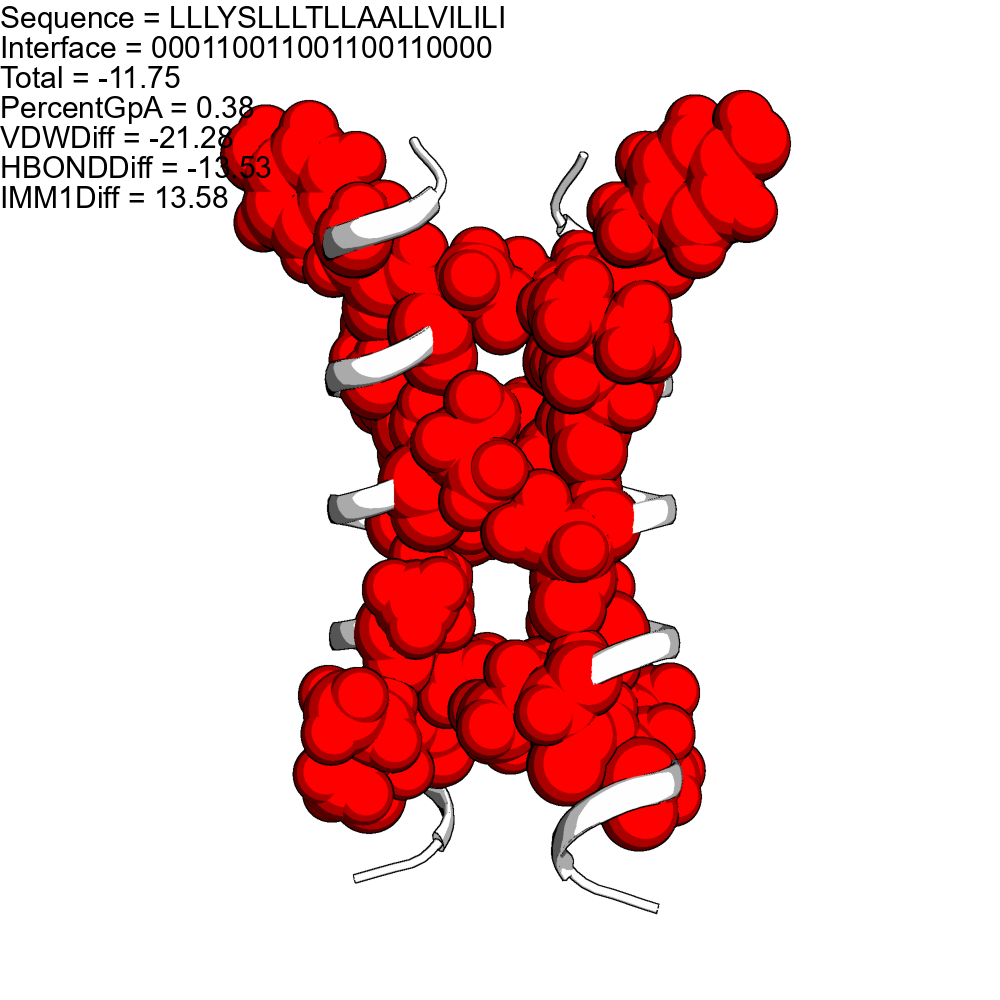 Sequence = LLLYSLLLTLLAALLVILILI
Interface = 000110011001100110000
Total = -11.75
PercentGpA = 0.38
VDWDiff = -21.28
HBONDDiff = -13.53
IMM1Diff = 13.58